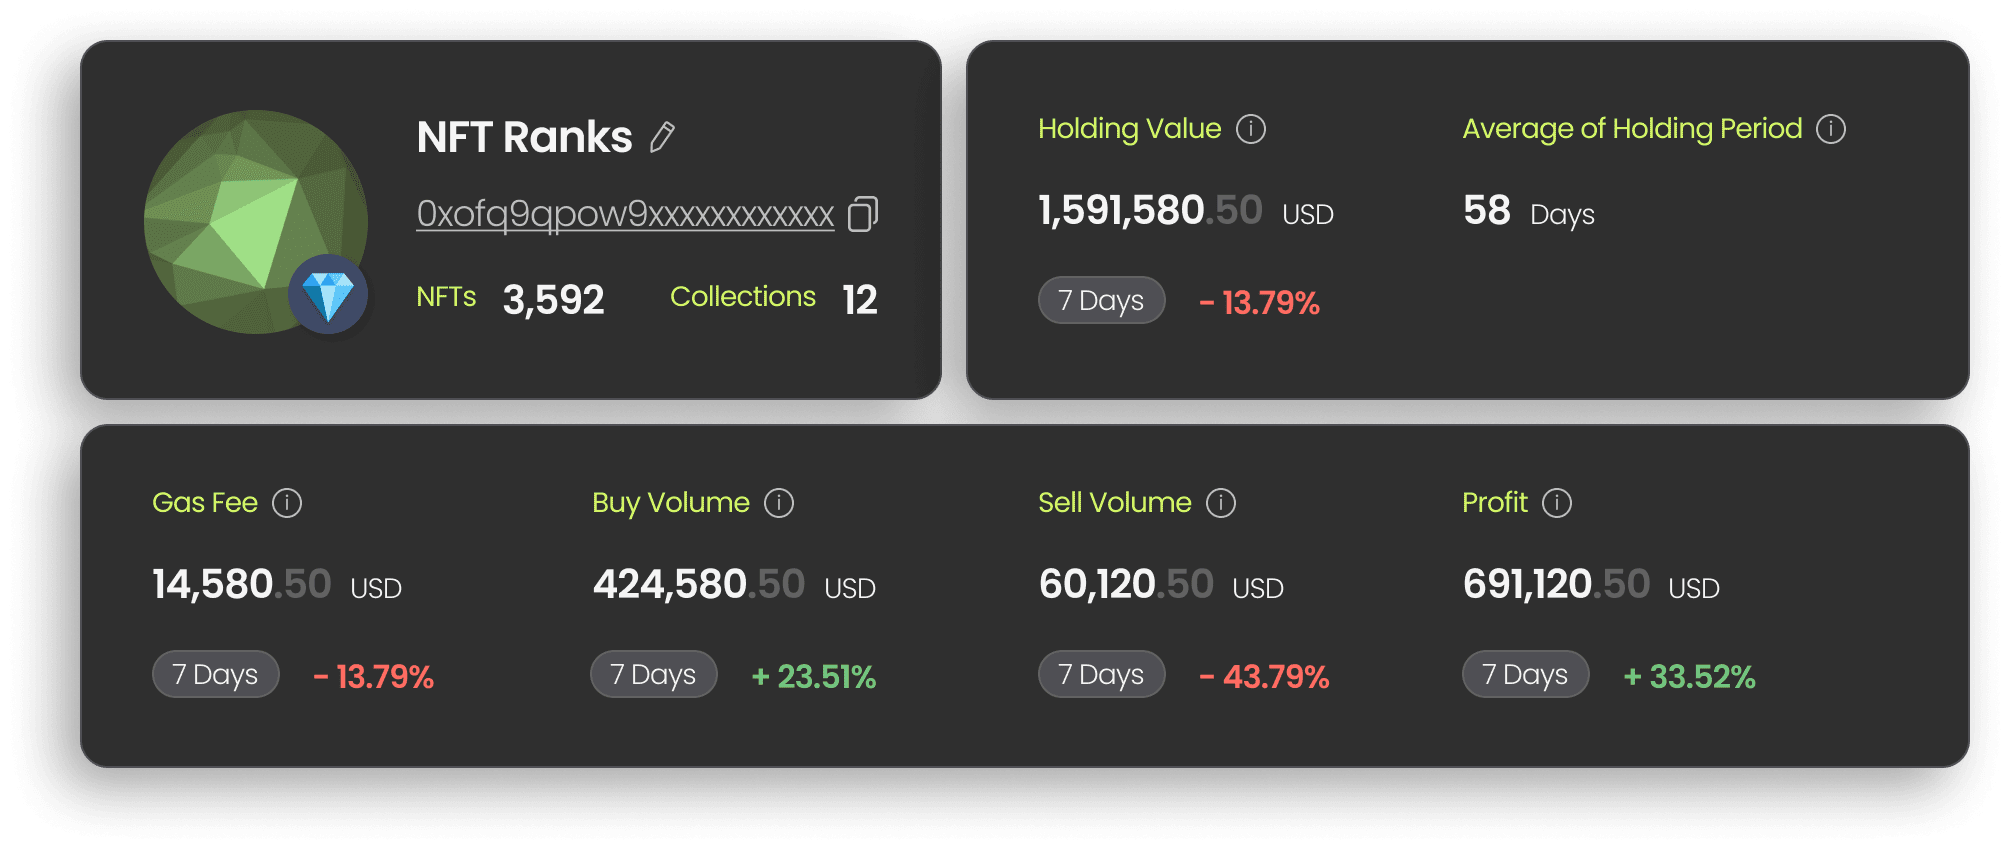 NFT Ranks
0xofq9qpow9xxxxxxxxxxxx
NFTs 3,592 Collections 12
Holding Value Average of Holding Period
1,591,580.50 USD 58 Days
7 Days - 13.79%
Gas Fee Buy Volume Sell Volume Profit
14,580.50 USD 424,580.50 USD 60,120.50 USD 691,120.50 USD
7 Days - 13.79% 7 Days + 23.51% 7 Days - 43.79% 7 Days + 33.52%